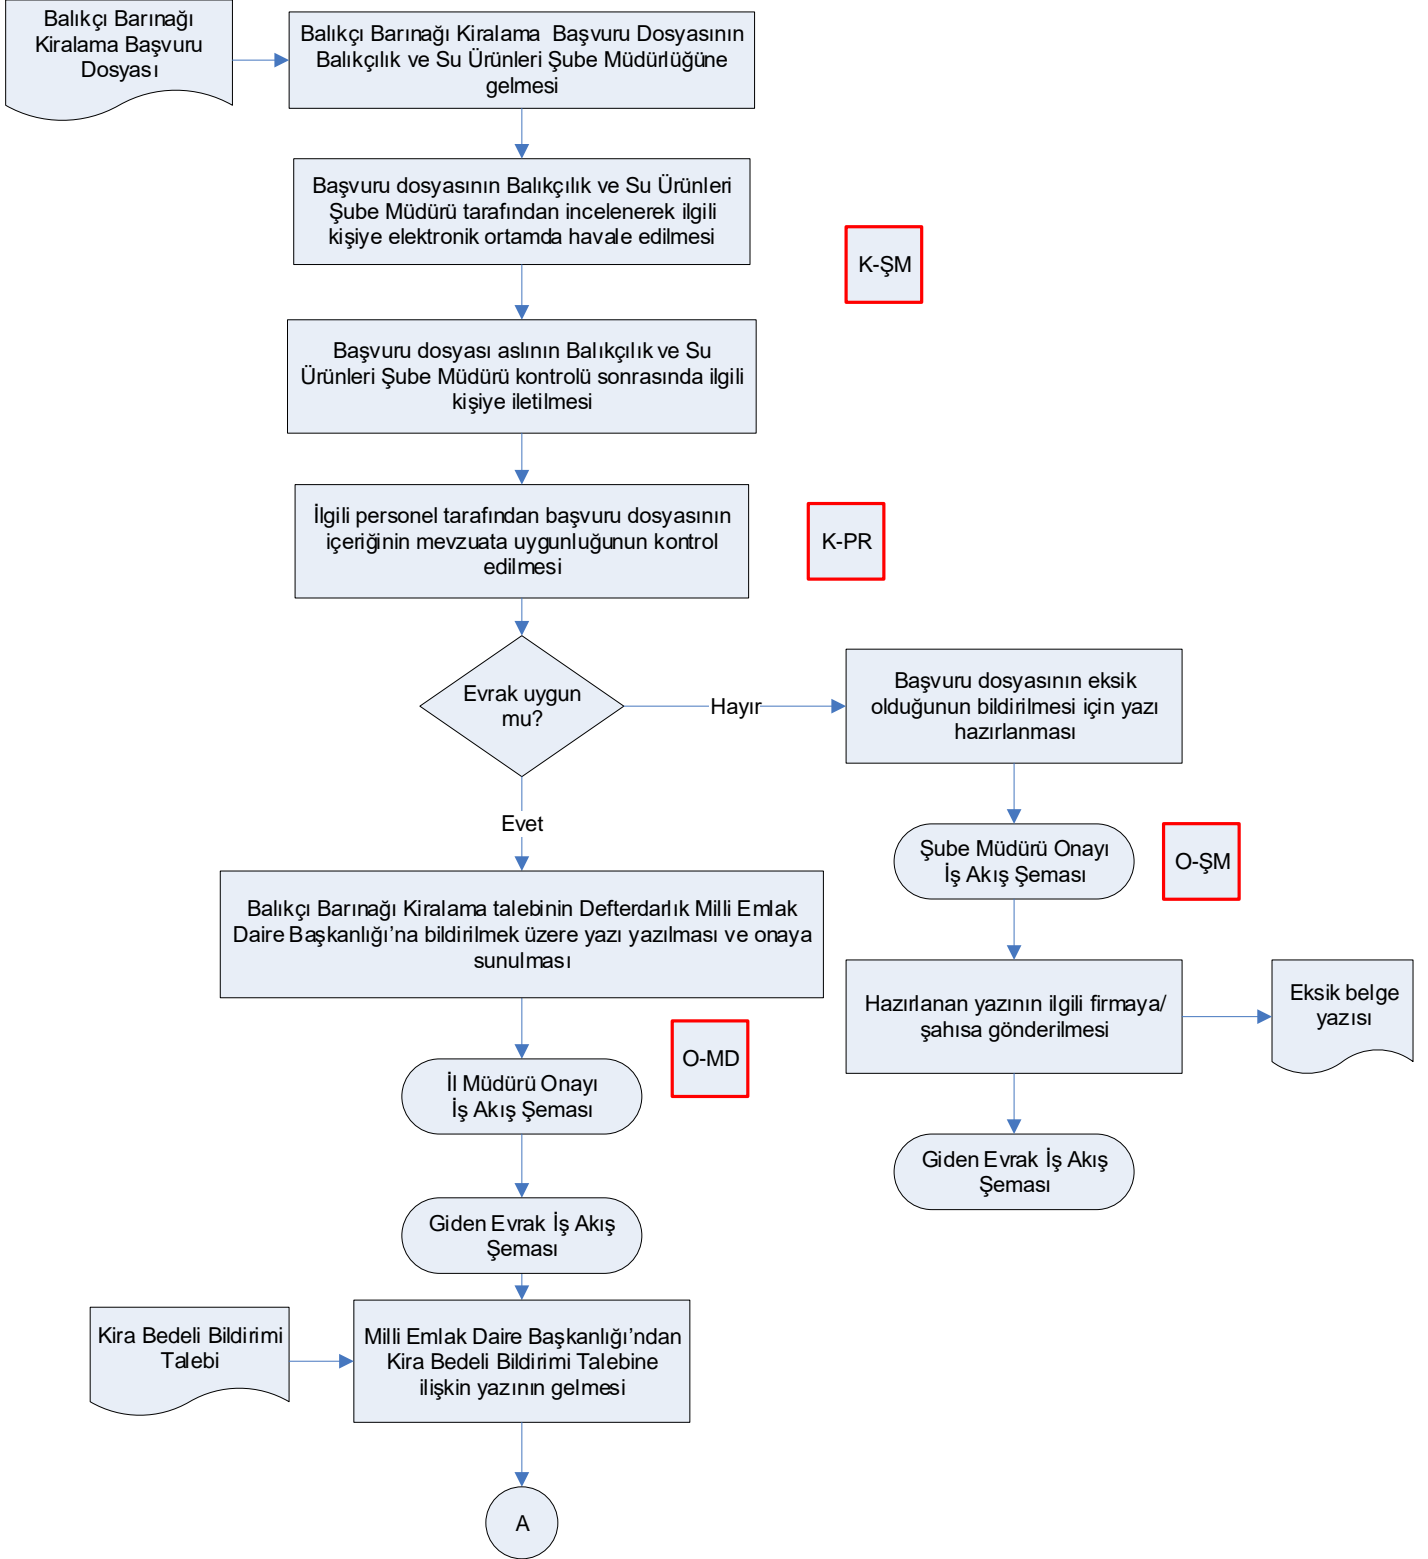 Balıkçı Barınağı
Kiralama Başvuru
Dosyası
Balıkçı Barınağı Kiralama Başvuru Dosyasının
Balıkçılık ve Su Ürünleri Şube Müdürlüğüne
gelmesi
Başvuru dosyasının Balıkçılık ve Su Ürünleri
Şube Müdürü tarafından incelenerek ilgili
kişiye elektronik ortamda havale edilmesi
K-ŞM
Başvuru dosyası aslının Balıkçılık ve Su
Ürünleri Şube Müdürü kontrolü sonrasında ilgili
kişiye iletilmesi
İlgili personel tarafından başvuru dosyasının
içeriğinin mevzuata uygunluğunun kontrol
edilmesi
K-PR
Evrak uygun
mu?
Hayır
Başvuru dosyasının eksik
olduğunun bildirilmesi için yazı
hazırlanması
Evet
Şube Müdürü Onayı
İş Akış Şeması
O-ŞM
Balıkçı Barınağı Kiralama talebinin Defterdarlık Milli Emlak
Daire Başkanlığı’na bildirilmek üzere yazı yazılması ve onaya
sunulması
Hazırlanan yazının ilgili firmaya/
şahısa gönderilmesi
Eksik belge
yazısı
O-MD
İl Müdürü Onayı
İş Akış Şeması
Giden Evrak İş Akış
Şeması
Giden Evrak İş Akış
Şeması
Kira Bedeli Bildirimi
Talebi
Milli Emlak Daire Başkanlığı’ndan
Kira Bedeli Bildirimi Talebine
ilişkin yazının gelmesi
A